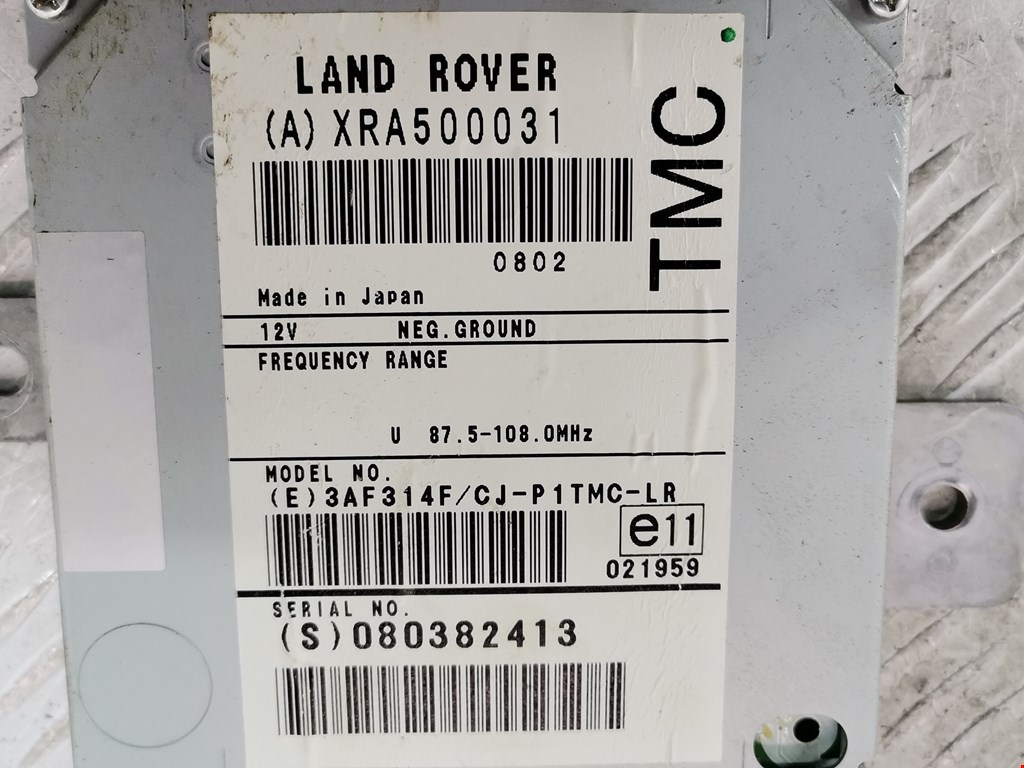 LAND ROVER
(A) XRA500031
TMC
0802
Made in Japan
12V NEG.GROUND
FREQUENCY RANGE
U 87.5-108.0MHz
MODEL NO.
(E)3AF314F/CJ-P1TMC-LR
e11
021959
SERIAL NO.
(S)080382413